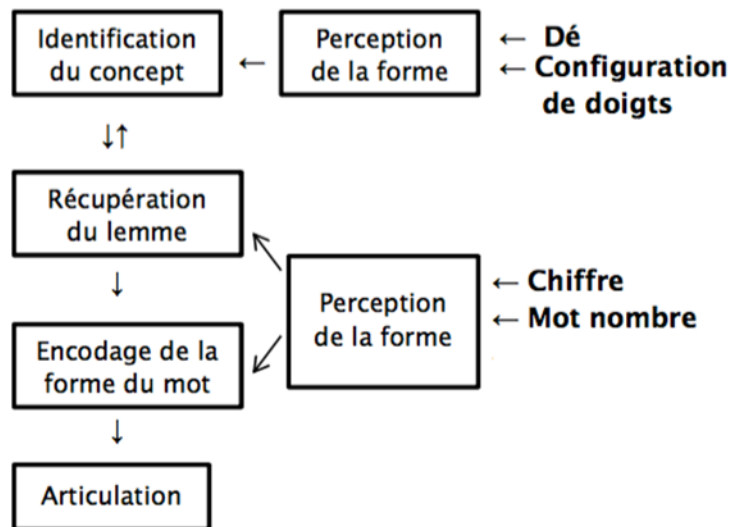 Identification
du concept
←
Perception
de la forme
← Dé
← Configuration
de doigts
↓↑
Récupération
du lemme
↓
Perception
de la forme
← Chiffre
← Mot nombre
Encodage de la
forme du mot
↓
Articulation